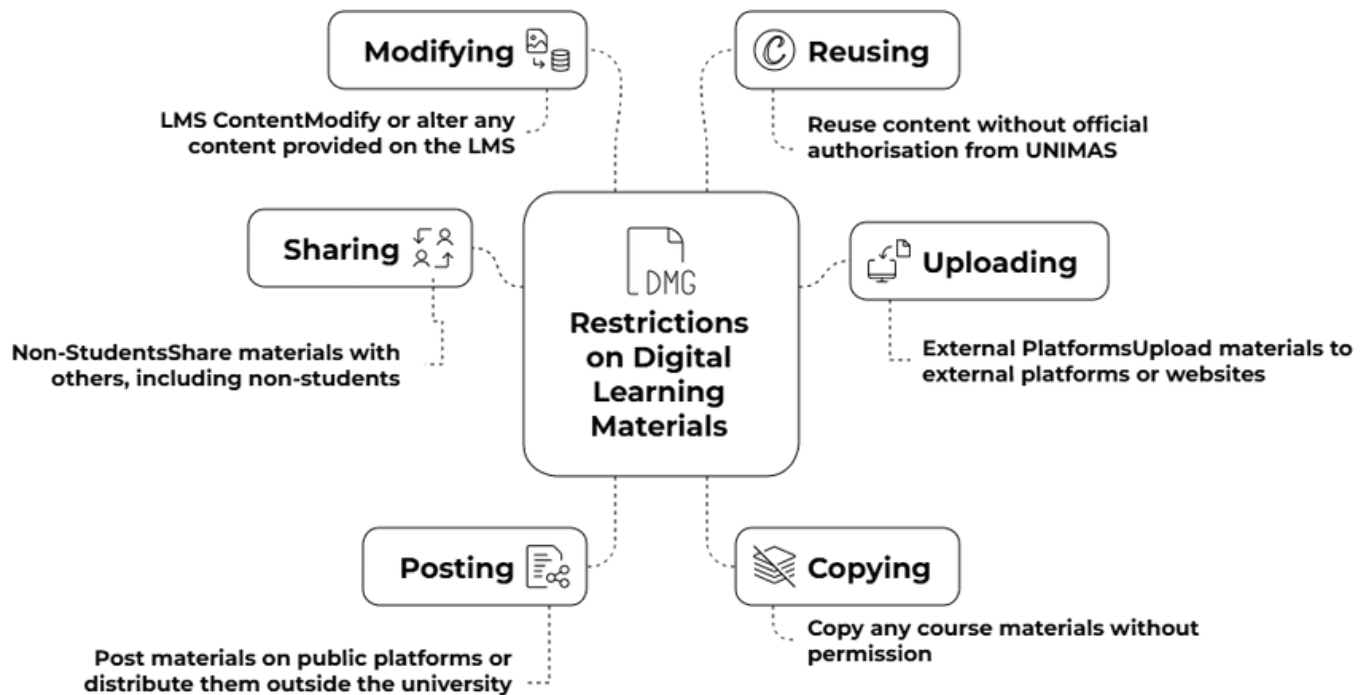 Modifying
LMS ContentModify or alter any
content provided on the LMS
Reusing
Reuse content without official
authorisation from UNIMAS
Sharing
Non-StudentsShare materials with
others, including non-students
DMG
Restrictions
on Digital
Learning
Materials
Uploading
External PlatformsUpload materials to
external platforms or websites
Posting
Post materials on public platforms or
distribute them outside the university
Copying
Copy any course materials without
permission